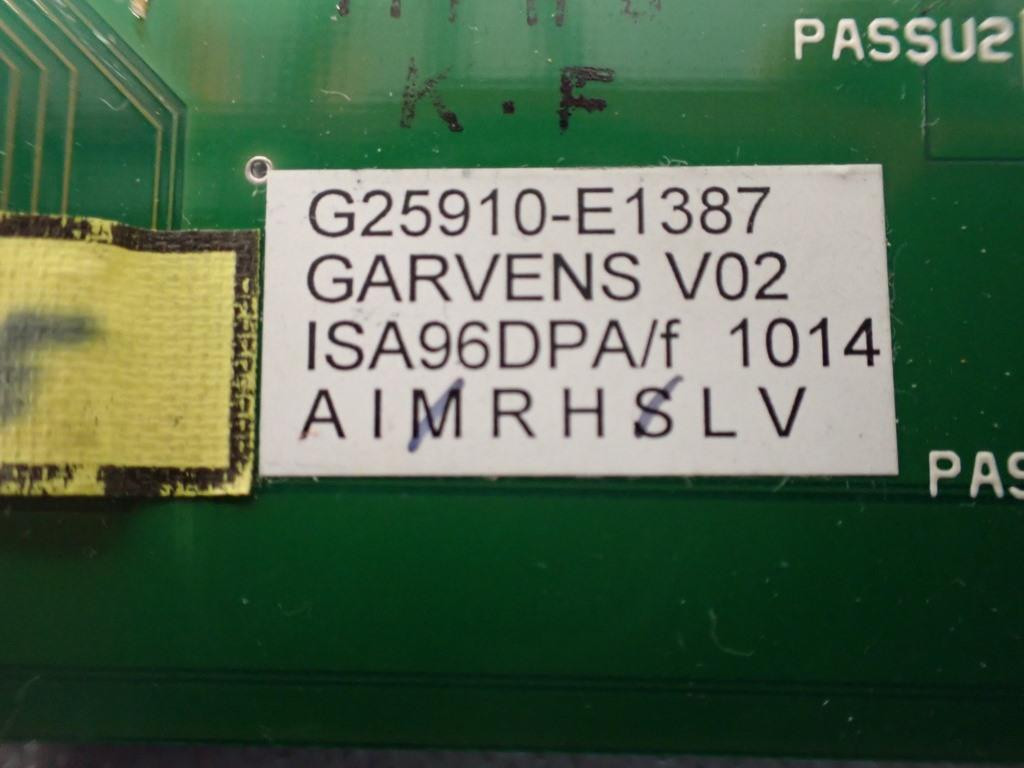 PASSU2
K.F
G25910-E1387
GARVENS V02
ISA96DPA/f 1014
A I M R H S L V
PAS